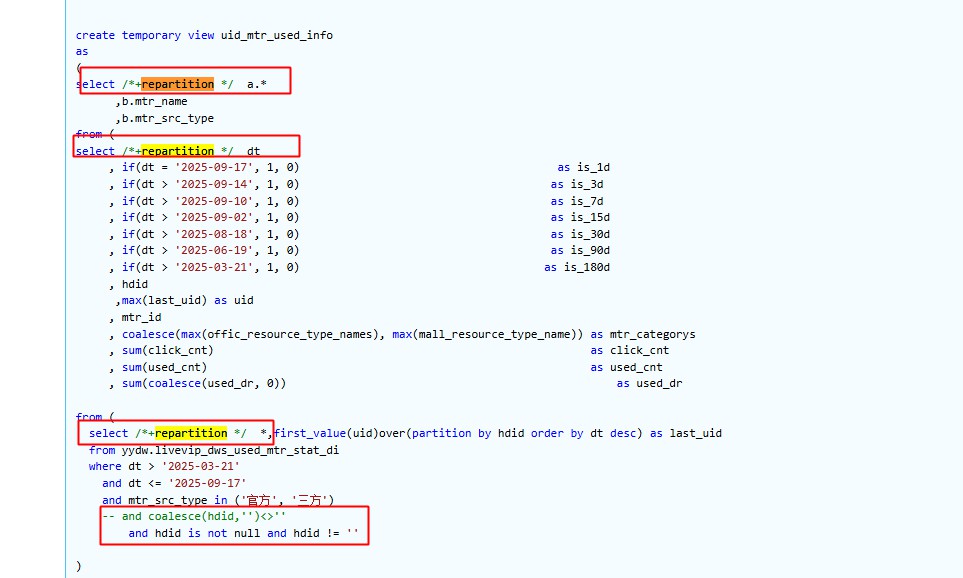 create temporary view uid_mtr_used_info
as
(
select /*+repartition */  a.*
,b.mtr_name
,b.mtr_src_type
from (
select /*+repartition */  dt
, if(dt = '2025-09-17', 1, 0) as is_1d
, if(dt > '2025-09-14', 1, 0) as is_3d
, if(dt > '2025-09-10', 1, 0) as is_7d
, if(dt > '2025-09-02', 1, 0) as is_15d
, if(dt > '2025-08-18', 1, 0) as is_30d
, if(dt > '2025-06-19', 1, 0) as is_90d
, if(dt > '2025-03-21', 1, 0) as is_180d
, hdid
,max(last_uid) as uid
, mtr_id
, coalesce(max(offic_resource_type_names), max(mall_resource_type_name)) as mtr_categorys
, sum(click_cnt) as click_cnt
, sum(used_cnt) as used_cnt
, sum(coalesce(used_dr, 0)) as used_dr
from (
select /*+repartition */  *,first_value(uid)over(partition by hdid order by dt desc) as last_uid
from yydw.livevip_dws_used_mtr_stat_di
where dt > '2025-03-21'
and dt <= '2025-09-17'
and mtr_src_type in ('官方', '三方')
-- and coalesce(hdid,'')<>''
and hdid is not null and hdid != ''
)